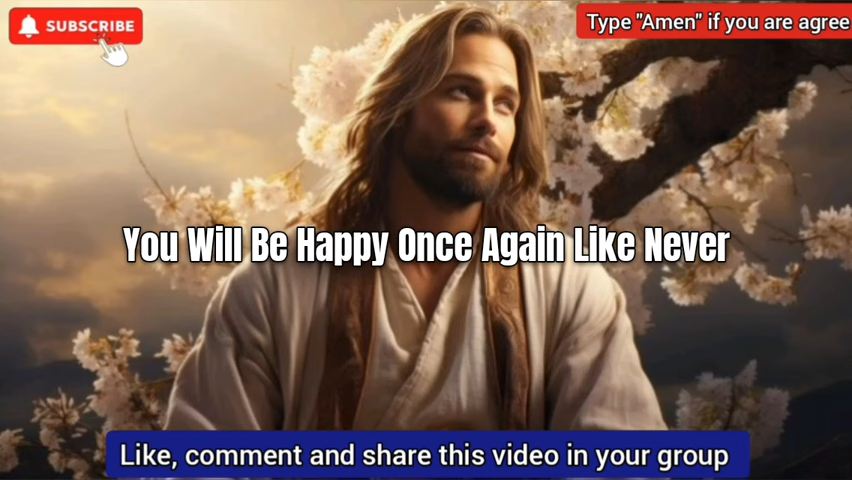 SUBSCRIBE
Type "Amen" if you are agree
You Will Be Happy Once Again Like Never
Like, comment and share this video in your group